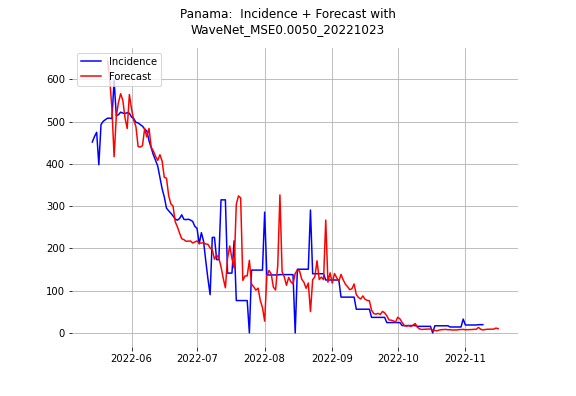 Panama:  Incidence + Forecast with
WaveNet_MSE0.0050_20221023
Incidence
Forecast
600
500
400
300
200
100
0
2022-06 2022-07 2022-08 2022-09 2022-10 2022-11